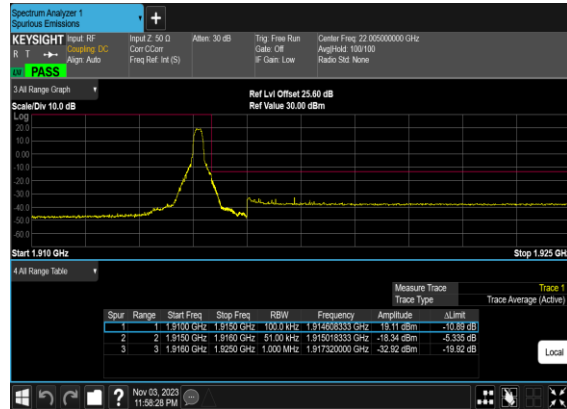 Spectrum Analyzer 1
Spurious Emissions
+
KEYSIGHT Input: RF Input Z: 50 Ω Atten: 30 dB Trig: Free Run Center Freq: 22.005000000 GHz
R T Coupling: DC Corr CCorr Gate: Off Avg|Hold: 100/100
Align: Auto Freq Ref: Int (S) IF Gain: Low Radio Std: None
LW PASS
3 All Range Graph
Ref Lvl Offset 25.60 dB
Scale/Div 10.0 dB Ref Value 30.00 dBm
Log
20.0
10.0
0.00
-10.0
-20.0
-30.0
-40.0
-50.0
-60.0
Start 1.910 GHz Stop 1.925 GH
4 All Range Table
Measure Trace Trace 1
Trace Type Trace Average (Active)
Spur Range Start Freq Stop Freq RBW Frequency Amplitude ΔLimit
1 1 1.9100 GHz 1.9150 GHz 100.0 kHz 1.914608333 GHz 19.11 dBm -10.89 dB
2 2 1.9150 GHz 1.9160 GHz 51.00 kHz 1.915018333 GHz -18.34 dBm -5.335 dB
3 3 1.9160 GHz 1.9250 GHz 1.000 MHz 1.917320000 GHz -32.92 dBm -19.92 dB
Local
? Nov 03, 2023
11:58:28 PM